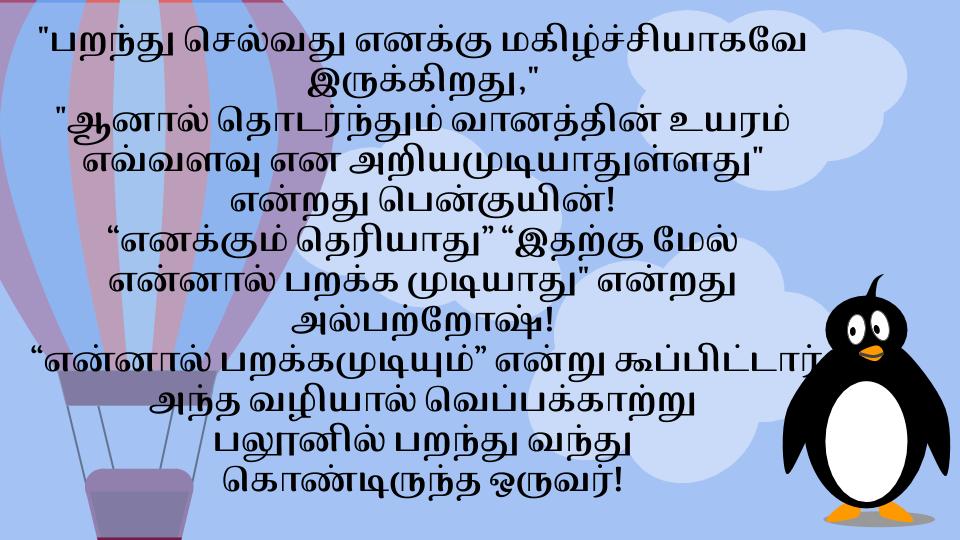 "பறந்து செல்வது எனக்கு மகிழ்ச்சியாகவே
இருக்கிறது,"
"ஆனால் தொடர்ந்தும் வானத்தின் உயரம்
எவ்வளவு என அறியமுடியாதுள்ளது"
என்றது பென்குயின்!
“எனக்கும் தெரியாது” “இதற்கு மேல்
என்னால் பறக்க முடியாது" என்றது
அல்பற்றோஷ்!
“என்னால் பறக்கமுடியும்” என்று கூப்பிட்டார்
அந்த வழியால் வெப்பக்காற்று
பலூனில் பறந்து வந்து
கொண்டிருந்த ஒருவர்!